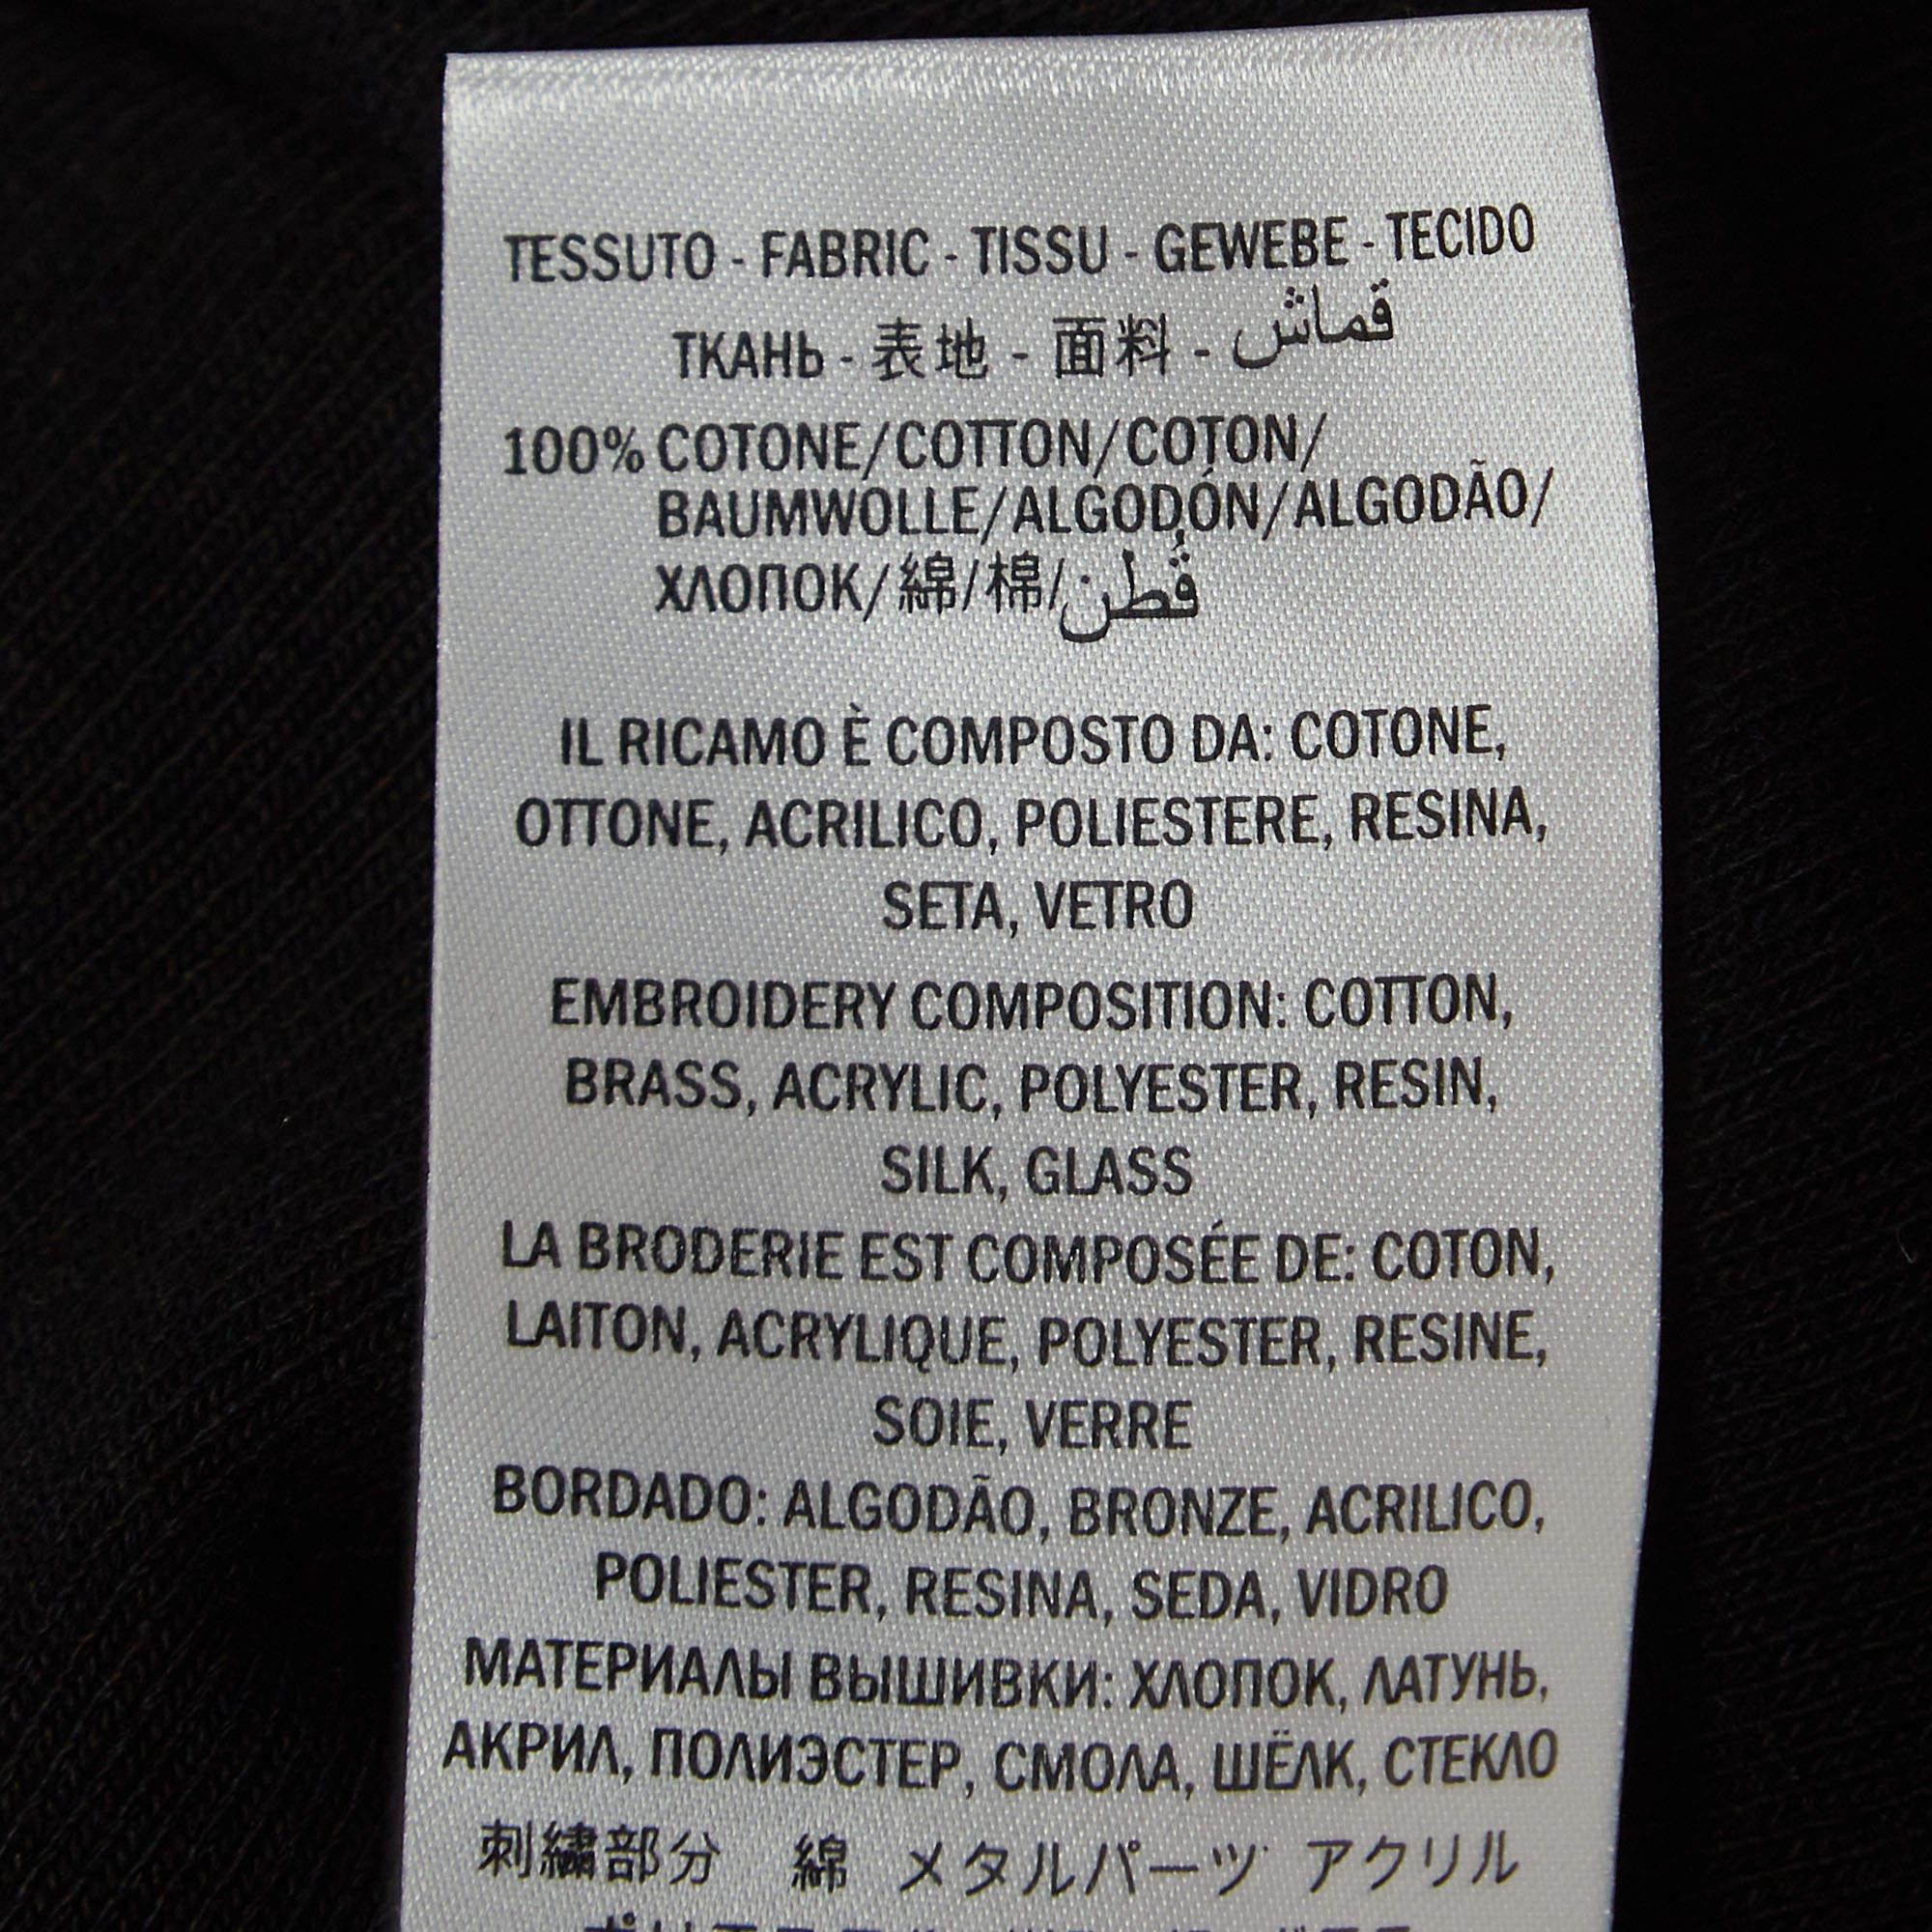 TESSUTO - FABRIC - TISSU - GEWEBE - TECIDO
ТКАНЬ - 表地 - 面料 - قماش
100% COTONE/COTTON/COTON/
BAUMWOLLE/ALGODÓN/ALGODÃO/
ХЛОПОК/綿/棉/قُطن
IL RICAMO È COMPOSTO DA: COTONE,
OTTONE, ACRILICO, POLIESTERE, RESINA,
SETA, VETRO
EMBROIDERY COMPOSITION: COTTON,
BRASS, ACRYLIC, POLYESTER, RESIN,
SILK, GLASS
LA BRODERIE EST COMPOSÉE DE: COTON,
LAITON, ACRYLIQUE, POLYESTER, RESINE,
SOIE, VERRE
BORDADO: ALGODÃO, BRONZE, ACRILICO,
POLIESTER, RESINA, SEDA, VIDRO
МАТЕРИАЛЫ ВЫШИВКИ: ХЛОПОК, ЛАТУНЬ,
АКРИЛ, ПОЛИЭСТЕР, СМОЛА, ШЁЛК, СТЕКЛО
刺繍部分 綿 メタルパーツ アクリル